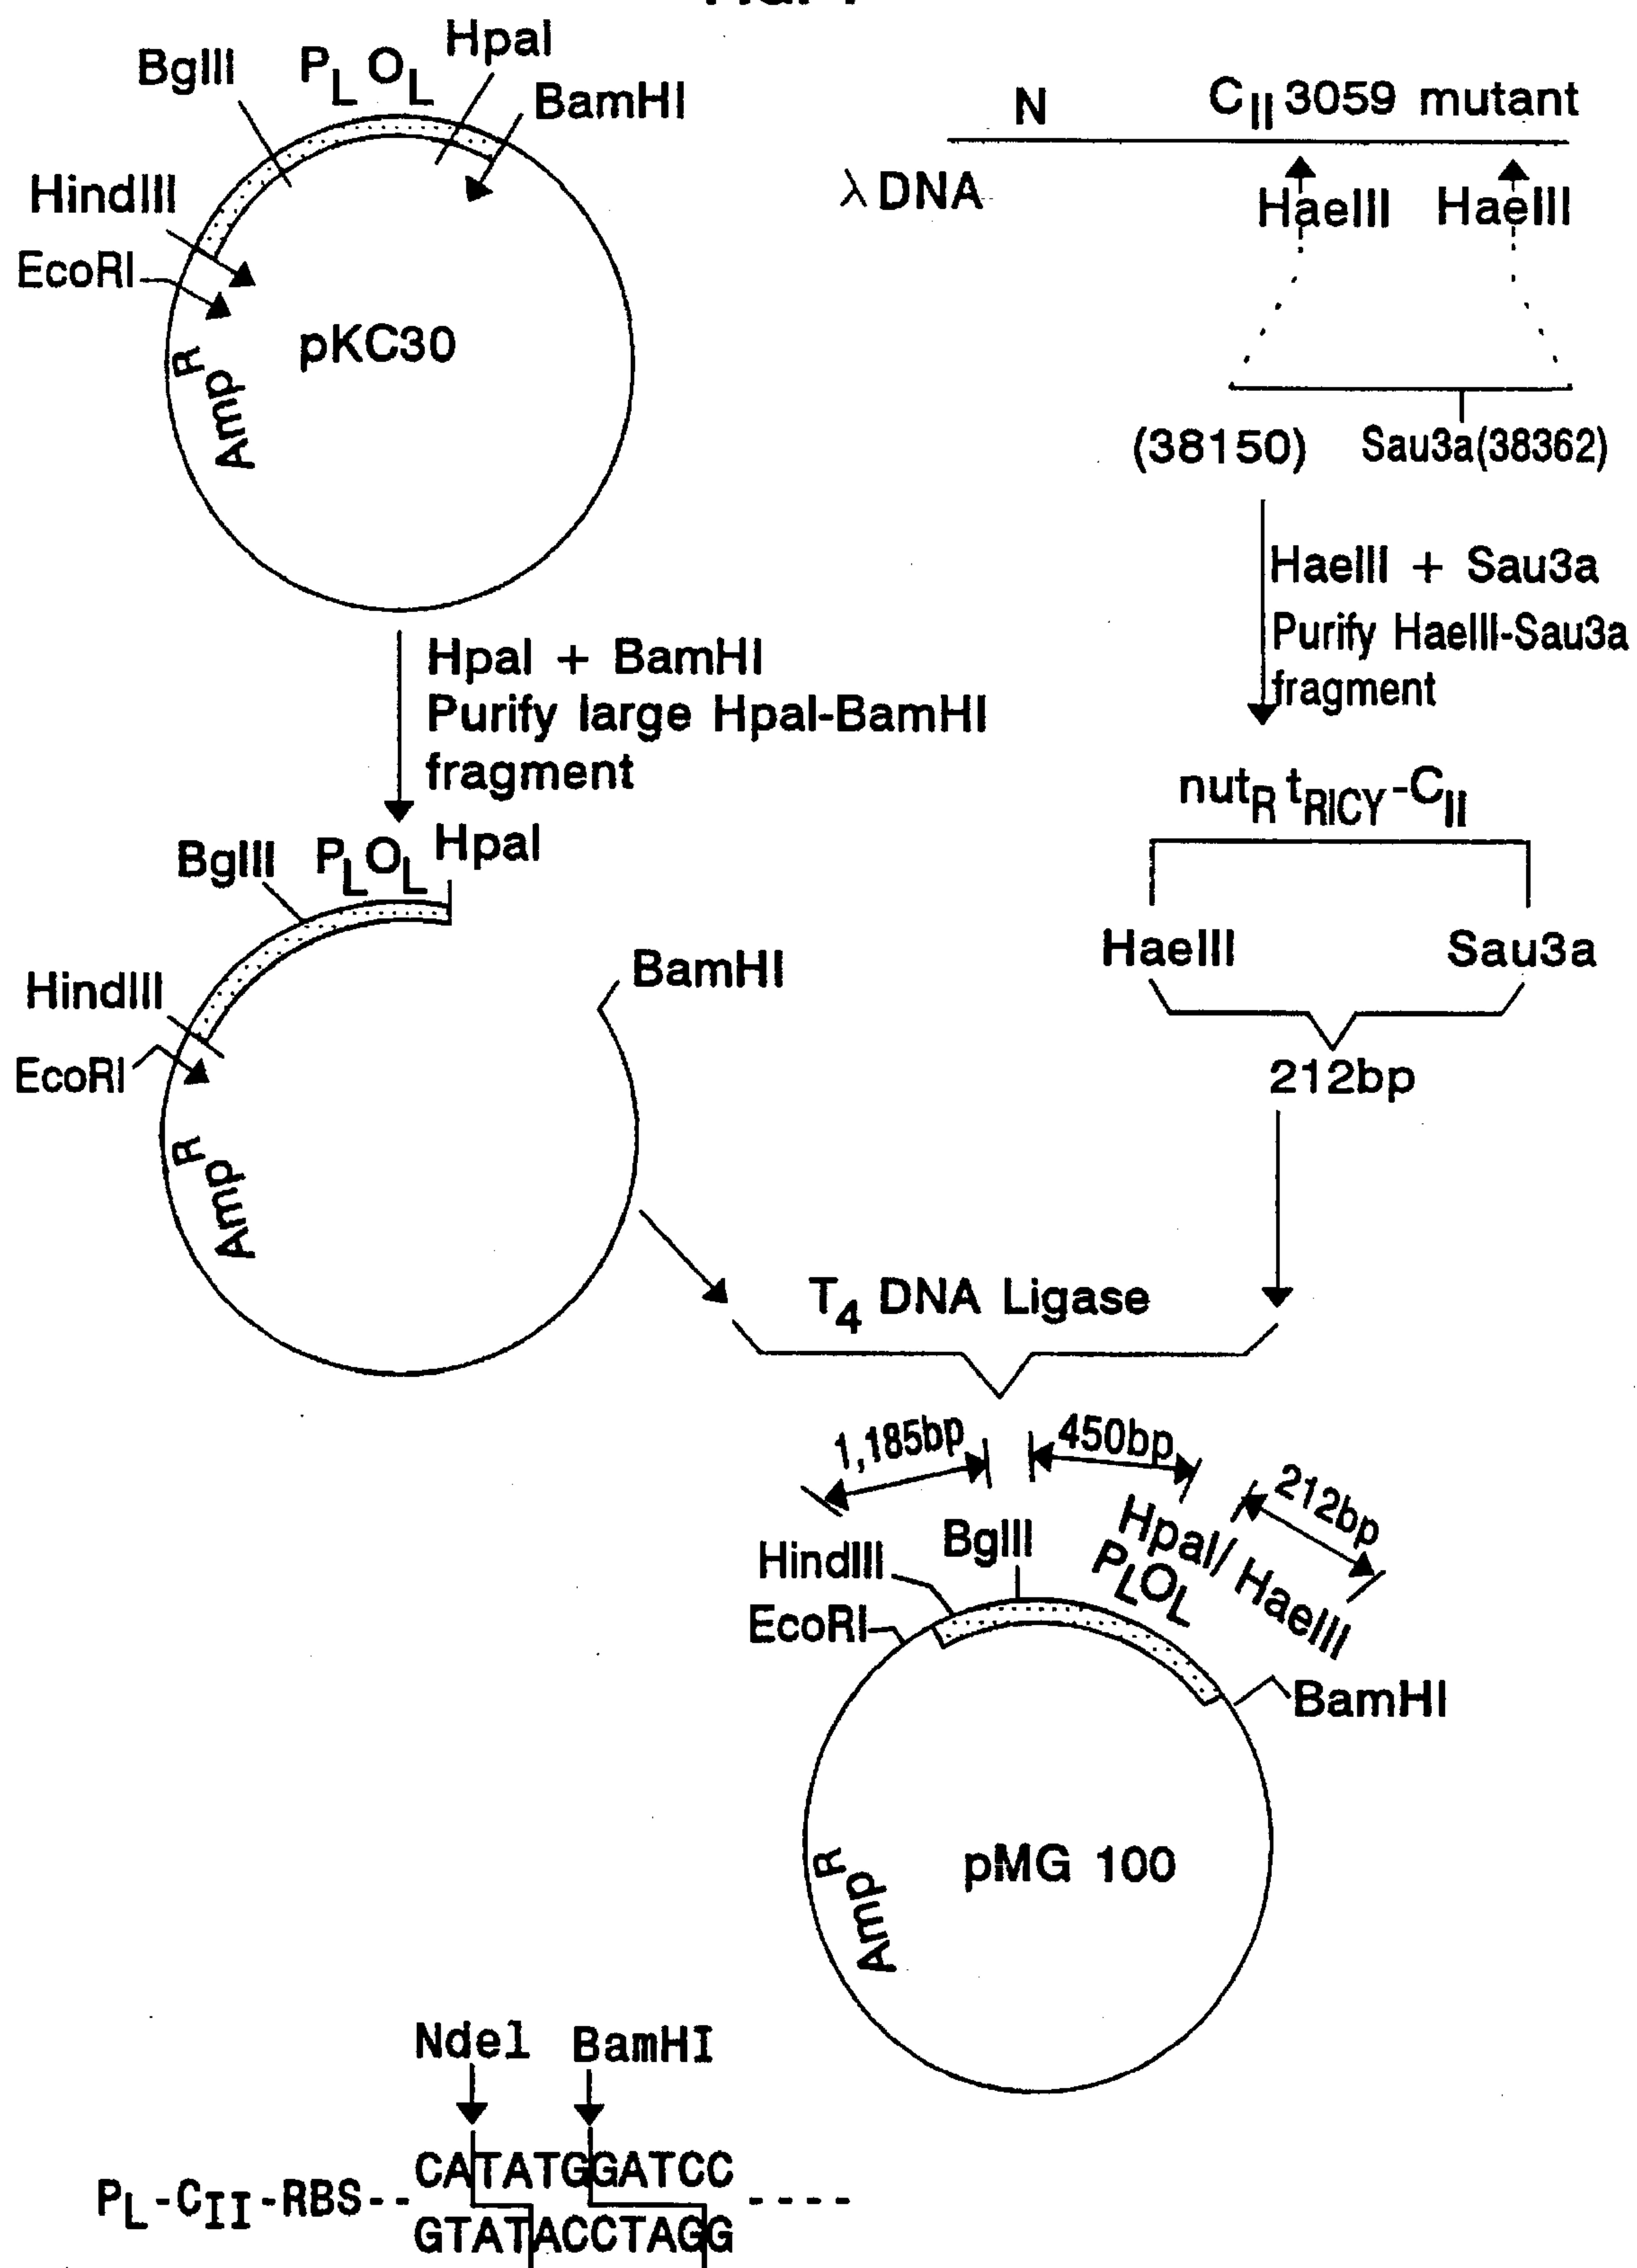 HpaI
BglII
PL OL
BamHI
HindIII
EcoRI
pKC30
AmpR
N
CII 3059 mutant
λ DNA
HaeIII HaeIII
(38150) Sau3a(38362)
HaeIII + Sau3a
Purify HaeIII-Sau3a
fragment
HpaI + BamHI
Purify large HpaI-BamHI
fragment
nutR tRICY-CII
HaeIII Sau3a
212bp
BglII PLOL HpaI
BamHI
HindIII
EcoRI
AmpR
T4 DNA Ligase
1,185bp
450bp
212bp
HindIII
BglII
HpaI/ HaeIII
PLOL
EcoRI
BamHI
pMG 100
AmpR
NdeI BamHI
CATATGGATCC
PL-CII-RBS-- ----
GTATACCTAGG